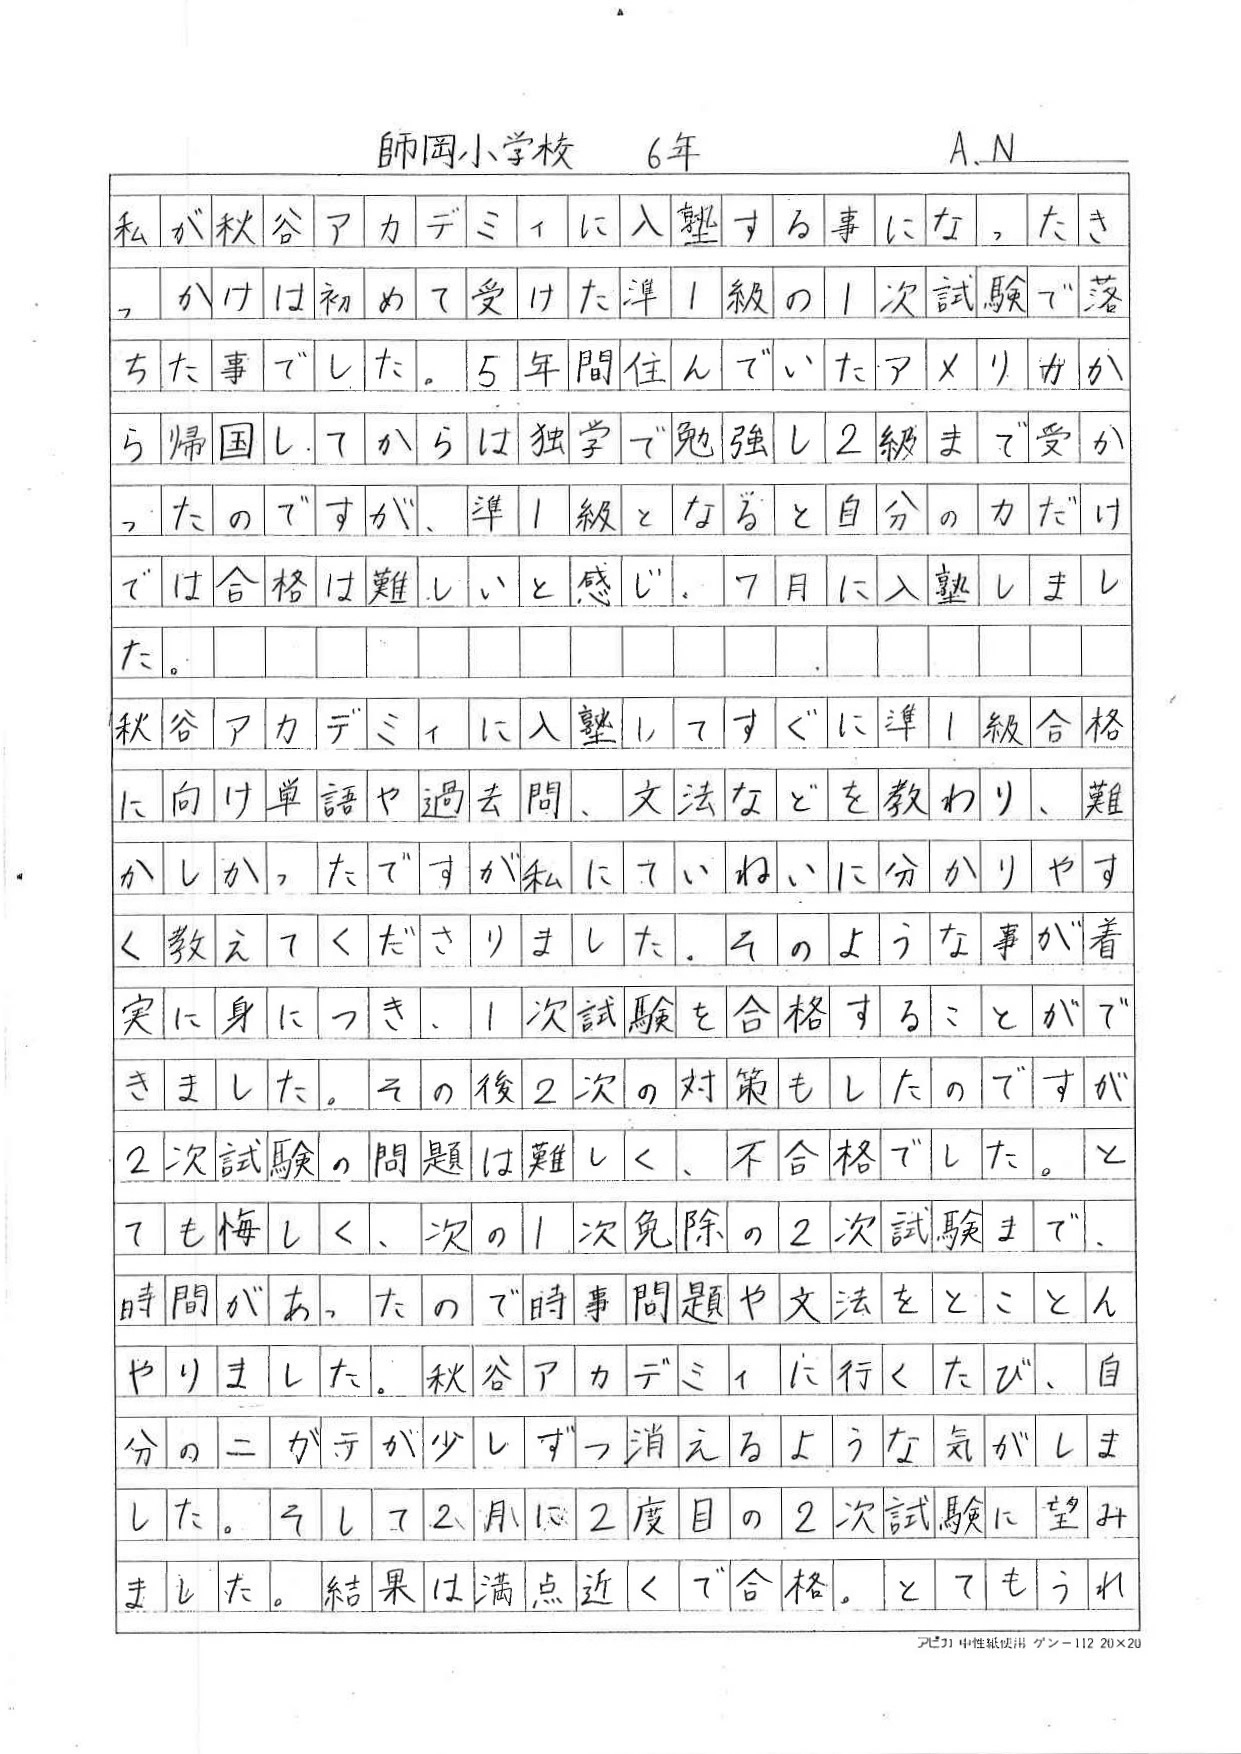 師岡小学校 6年 A.N
私が秋谷アカデミィに入塾する事になったき
っかけは初めて受けた準1級の1次試験で落
ちた事でした。5年間住んでいたアメリカか
ら帰国してからは独学で勉強し2級まで受か
ったのですが、準1級となると自分の力だけ
では合格は難しいと感じ、7月に入塾しまし
た。
秋谷アカデミィに入塾してすぐに準1級合格
に向け単語や過去問、文法などを教わり、難
かしかったですが私にていねいに分かりやす
く教えてくださりました。そのような事が着
実に身につき、1次試験を合格することがで
きました。その後2次の対策もしたのですが
2次試験の問題は難しく、不合格でした。と
ても悔しく、次の1次免除の2次試験まで、
時間があったので時事問題や文法をとことん
やりました。秋谷アカデミィに行くたび、自
分のニガテが少しずつ消えるような気がしま
した。そして2月に2度目の2次試験に望み
ました。結果は満点近くで合格。とてもうれ
アピカ 中性紙使用 ゲンー112 20×20